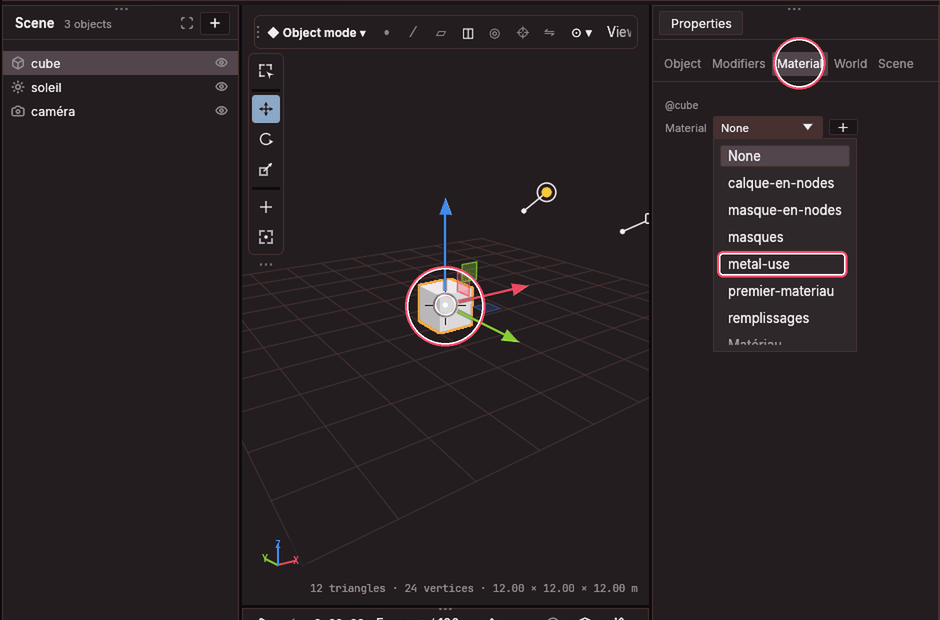 Scene 3 objects
cube
soleil
caméra
Object mode
Properties
Object Modifiers Material World Scene
@cube
Material None
None
calque-en-nodes
masque-en-nodes
masques
metal-use
premier-materiau
remplissages
Matériau
Z
Y X
12 triangles · 24 vertices · 12.00 × 12.00 × 12.00 m